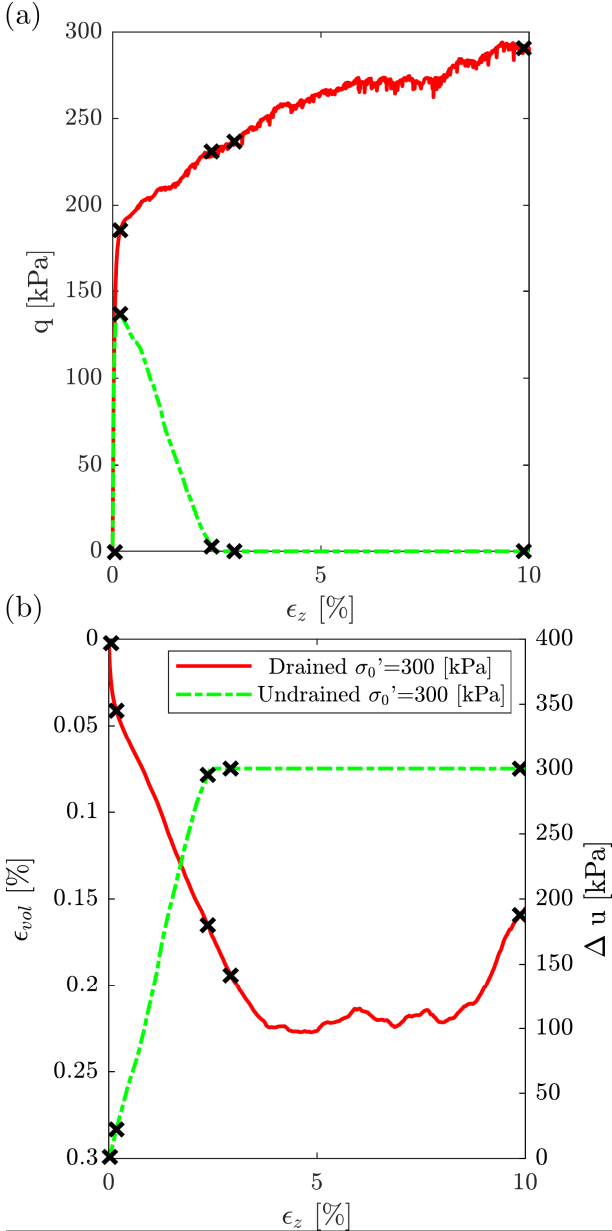 (a)
300
250
200
150
100
50
0
q [kPa]
0 5 10
ϵz [%]
(b)
0
0.05
0.1
0.15
0.2
0.25
0.3
ϵvol [%]
Drained σ0'=300 [kPa]
Undrained σ0'=300 [kPa]
400
350
300
250
200
150
100
50
0
Δ u [kPa]
0 5 10
ϵz [%]